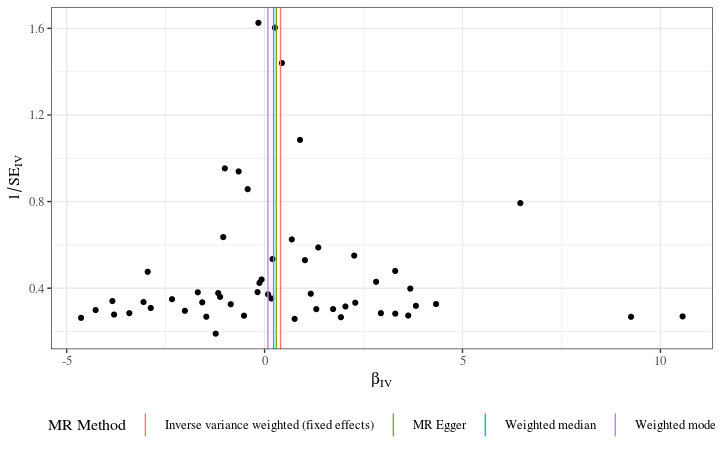 1.6
1.2
0.8
0.4
1/SE_IV
-5
0
5
10
β_IV
MR Method
Inverse variance weighted (fixed effects)
MR Egger
Weighted median
Weighted mode